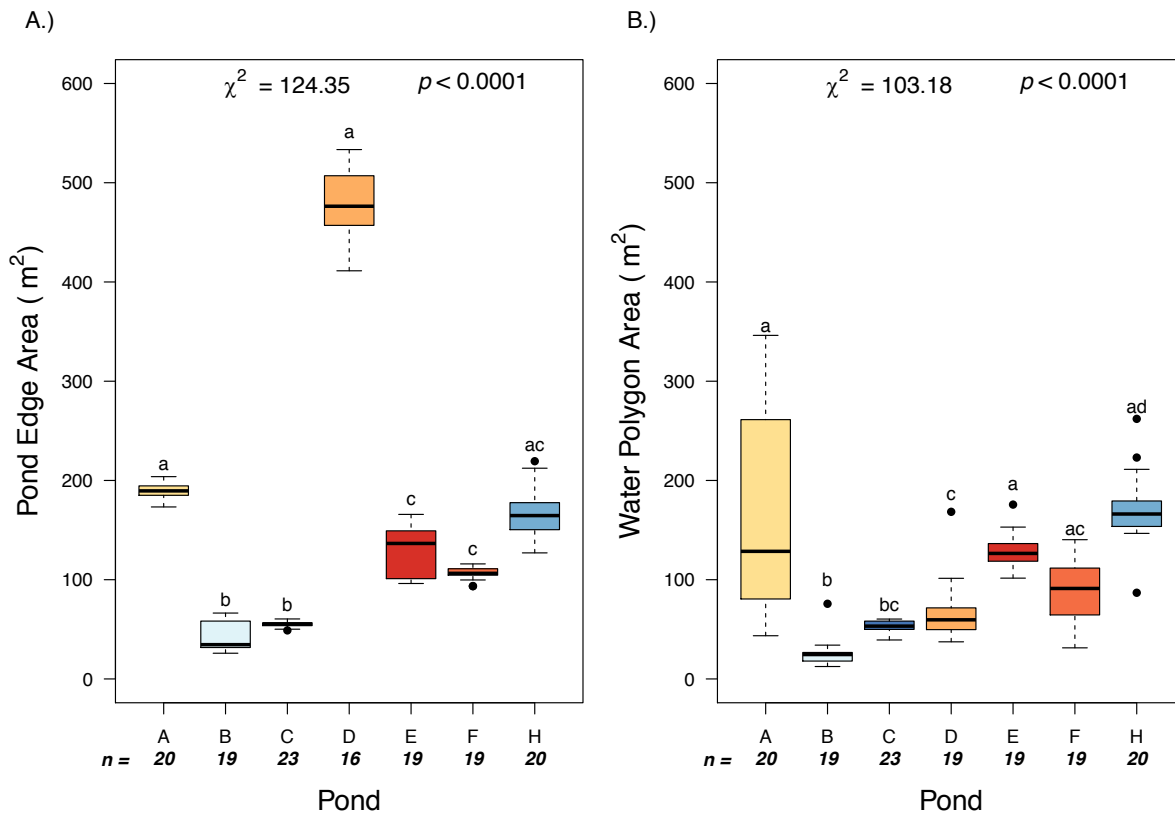 A.)
χ² = 124.35 p < 0.0001
Pond Edge Area ( m²)
600
500
400
300
200
100
0
a
b
b
a
c
c
ac
A B C D E F H
n = 20 19 23 16 19 19 20
Pond
B.)
χ² = 103.18 p < 0.0001
Water Polygon Area ( m²)
600
500
400
300
200
100
0
a
b
bc
c
a
ac
ad
A B C D E F H
20 19 23 19 19 19 20
Pond